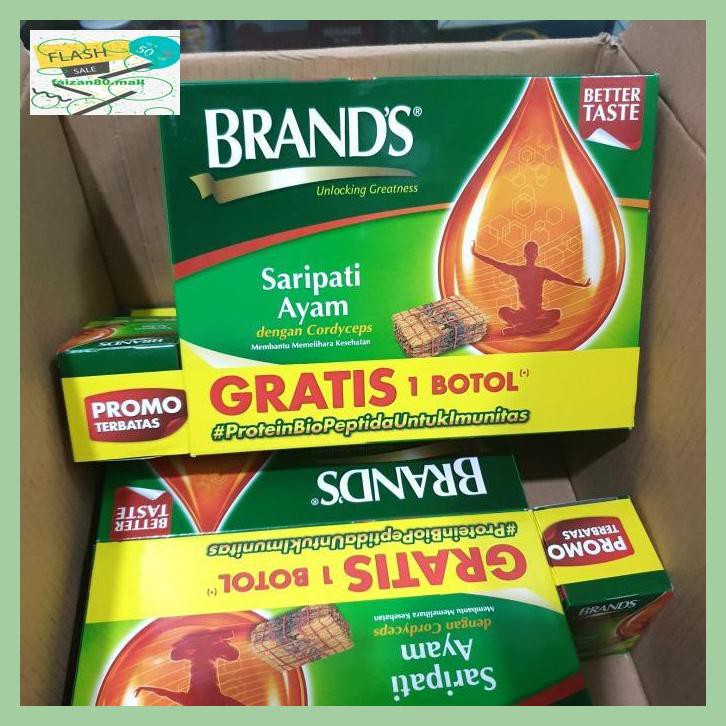 FLASH
SALE
50
faizan80.mall
BRAND'S®
Unlocking Greatness
BETTER
TASTE
Saripati
Ayam
dengan Cordyceps
Membantu Memelihara Kesehatan
GRATIS 1 BOTOL(*)
#ProteinBioPeptidaUntukImunitas
BRAND'S
PROMO
TERBATAS
BRAND'S®
BETTER
TASTE
#ProteinBioPeptidaUntukImunitas
GRATIS 1 BOTOL(*)
Membantu Memelihara Kesehatan
dengan Cordyceps
Saripati
Ayam
PROMO
TERBATAS
BRAND'S